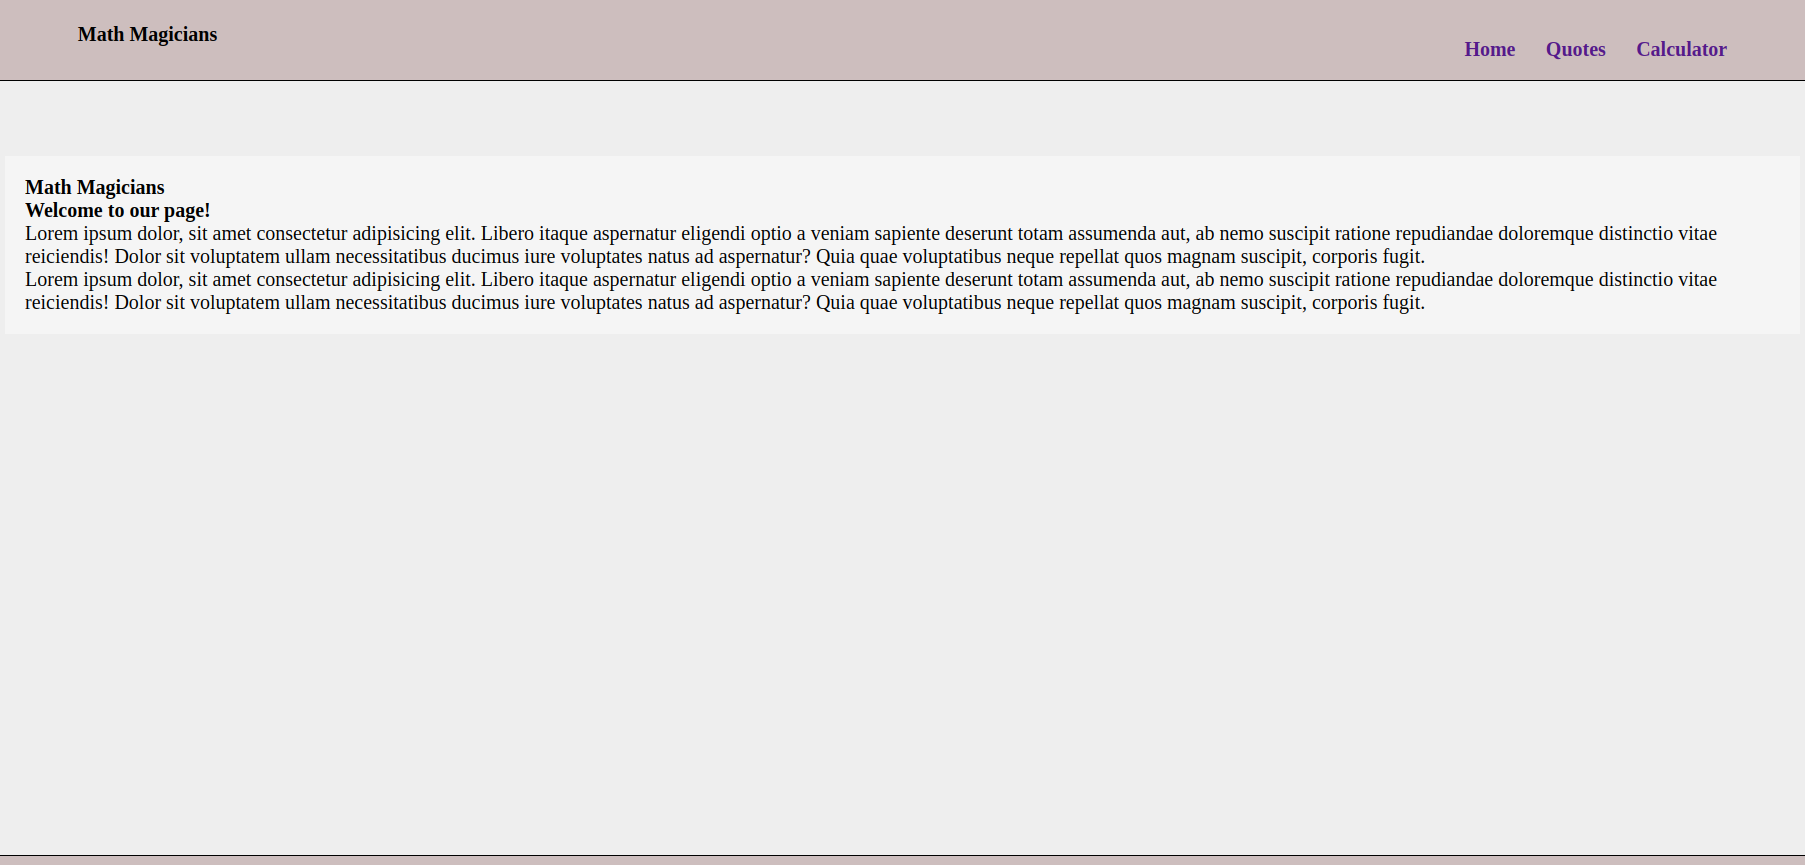 Math Magicians
Home Quotes Calculator
Math Magicians
Welcome to our page!
Lorem ipsum dolor, sit amet consectetur adipisicing elit. Libero itaque aspernatur eligendi optio a veniam sapiente deserunt totam assumenda aut, ab nemo suscipit ratione repudiandae doloremque distinctio vitae
reiciendis! Dolor sit voluptatem ullam necessitatibus ducimus iure voluptates natus ad aspernatur? Quia quae voluptatibus neque repellat quos magnam suscipit, corporis fugit.
Lorem ipsum dolor, sit amet consectetur adipisicing elit. Libero itaque aspernatur eligendi optio a veniam sapiente deserunt totam assumenda aut, ab nemo suscipit ratione repudiandae doloremque distinctio vitae
reiciendis! Dolor sit voluptatem ullam necessitatibus ducimus iure voluptates natus ad aspernatur? Quia quae voluptatibus neque repellat quos magnam suscipit, corporis fugit.